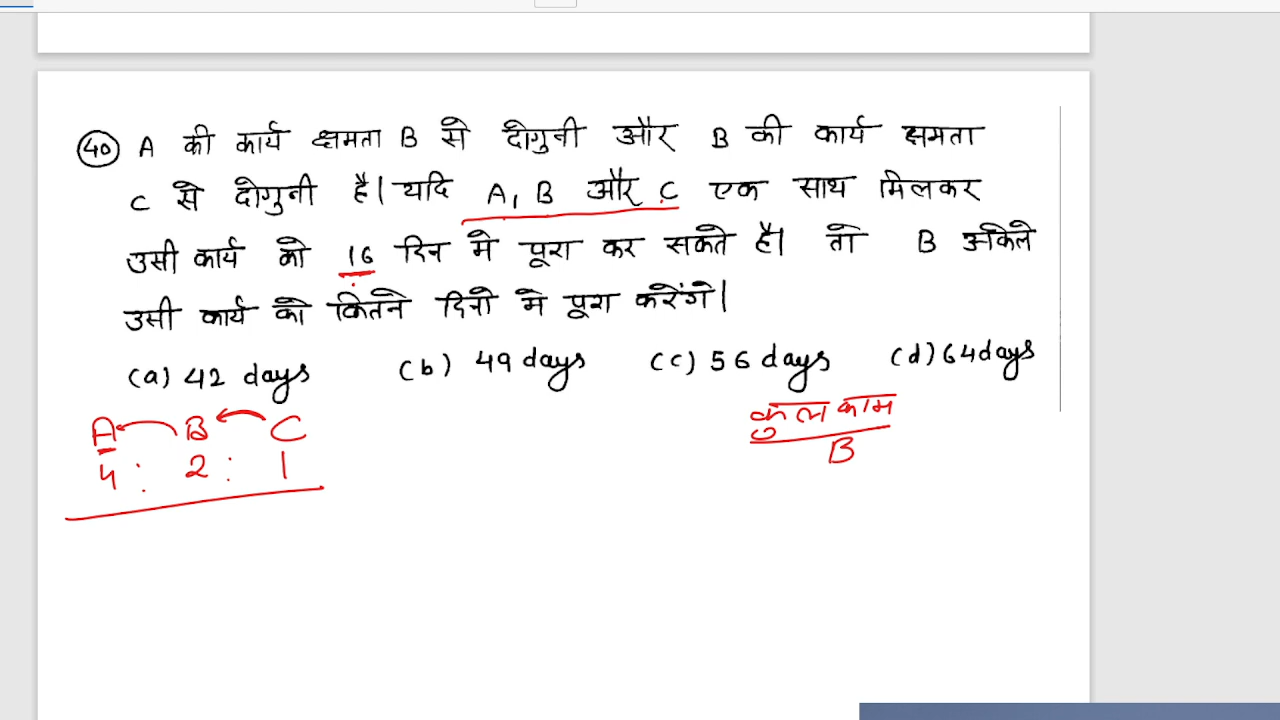 (40) A की कार्य क्षमता B से दोगुनी और B की कार्य क्षमता
C से दोगुनी है। यदि A, B और C एक साथ मिलकर
उसी कार्य को 16 दिन मे पूरा कर सकते है। तो B अकिले
उसी कार्य को कितने दिनो मे पूरा करेंगे।
(a) 42 days (b) 49 days (c) 56 days (d) 64 days
A B C
4 : 2 : 1
कुल काम
B